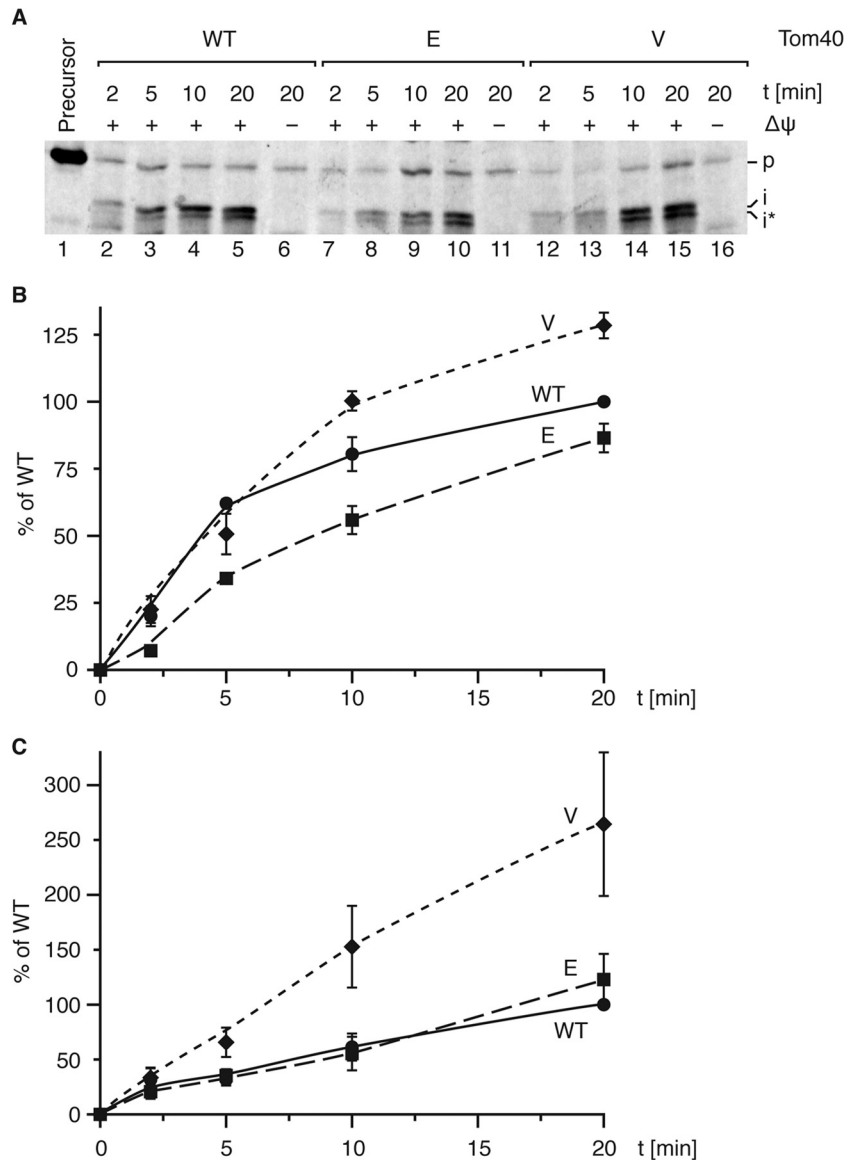 A
WT E V Tom40
Precursor
2 5 10 20 20 2 5 10 20 20 2 5 10 20 20 t [min]
+ + + + – + + + + – + + + + – Δψ
p
i
i*
1 2 3 4 5 6 7 8 9 10 11 12 13 14 15 16
B
125
100
75
50
25
0
% of WT
V
WT
E
0 5 10 15 20 t [min]
C
300
250
200
150
100
50
0
% of WT
V
E
WT
0 5 10 15 20 t [min]